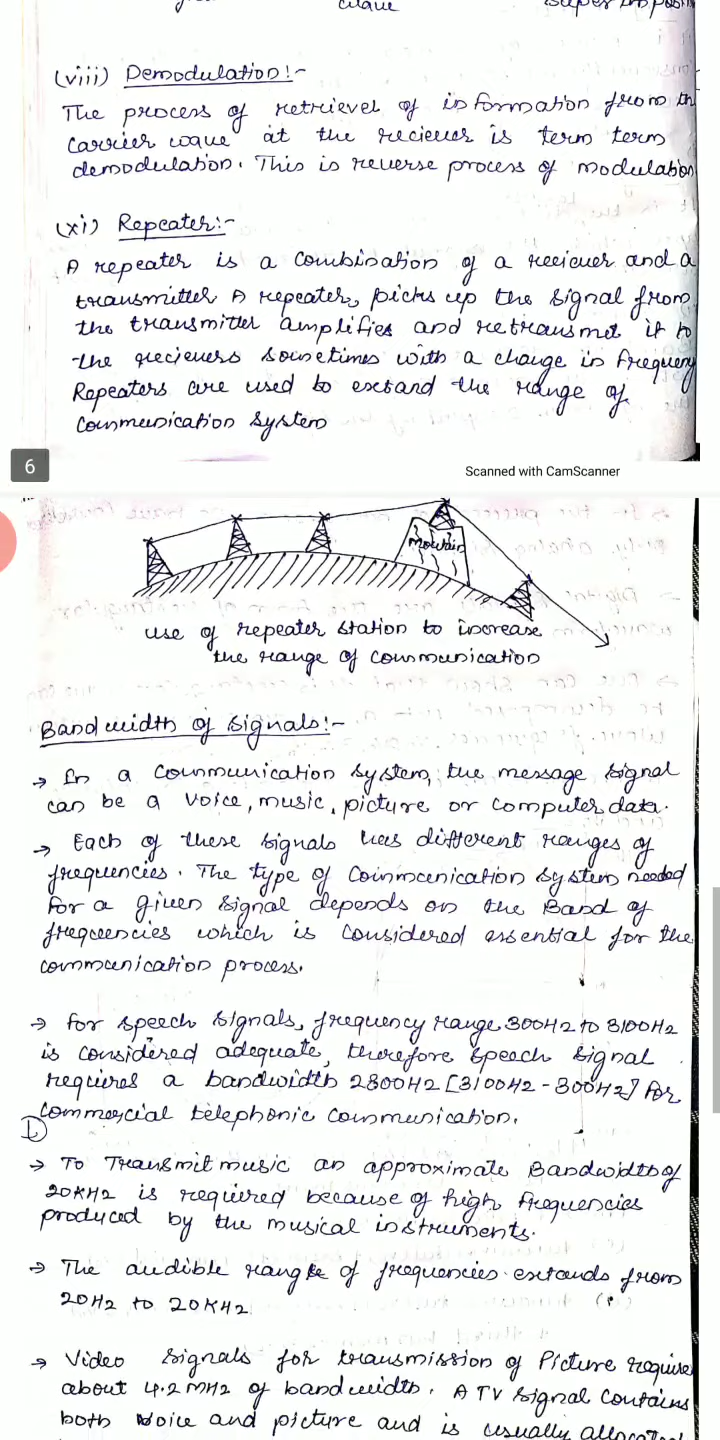 (viii) Demodulation:-
The process of retrievel of information from th
carrier wave at the reciever is term term
demodulation. This is reverse process of modulation
(xi) Repeater:-
A repeater is a combination of a reeiever and a
transmitter A repeater, picks up the signal from
the transmitter amplifies and retransmet it to
the recievers sometimes with a change in frequency
Repeaters are used to extand the range of
communication system
6
Scanned with CamScanner
mountain
use of repeater station to increase
the range of communication
Bandwidth of signals:-
→ In a communication system, the message signal
can be a voice, music, picture or computer data.
→ Each of these signals has different ranges of
frequencies. The type of communication system needed
for a given signal depends on the Band of
frequencies which is considered essential for the
communication process.
→ for speech signals, frequency range 300Hz to 3100Hz
is considered adequate, therefore speech signal
requires a bandwidth 2800Hz [3100Hz - 300Hz] for
commercial telephonic communication.
→ To Transmit music an approximate Bandwidth of
20KHz is required because of high frequencies
produced by the musical instruments.
→ The audible range of frequencies extands from
20Hz to 20KHz
→ Video signals for transmission of Picture require
about 4.2MHz of bandwidth. A TV signal contains
both voice and picture and is usually allocated